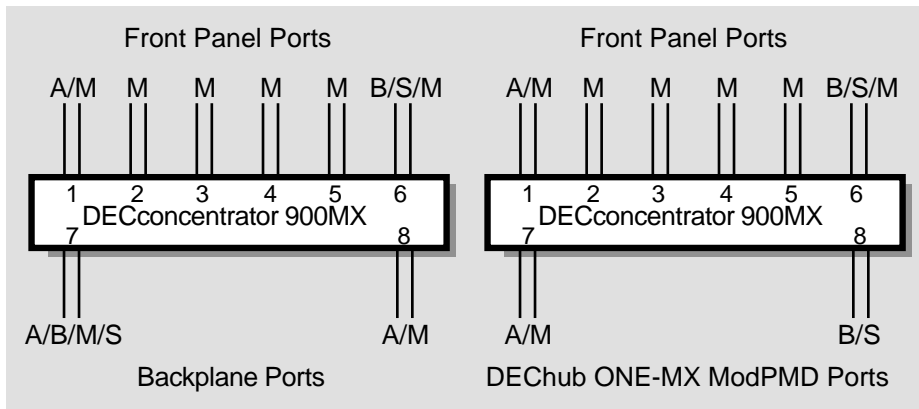 Front Panel Ports Front Panel Ports
A/M M M M M B/S/M A/M M M M M B/S/M
1 2 3 4 5 6 1 2 3 4 5 6
DECconcentrator 900MX DECconcentrator 900MX
7 8 7 8
A/B/M/S A/M A/M B/S
Backplane Ports DEChub ONE-MX ModPMD Ports